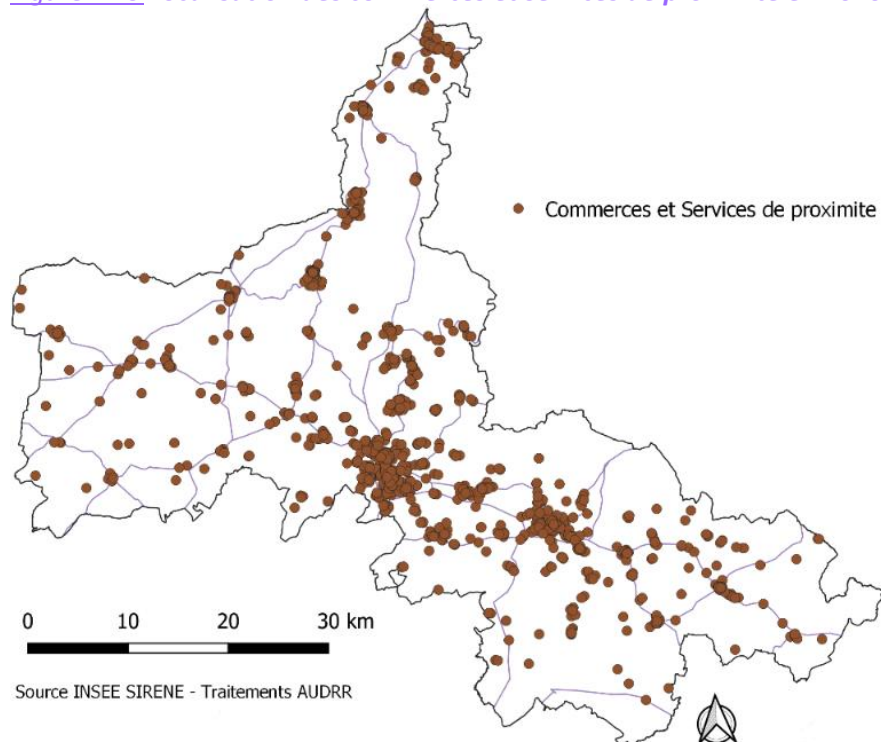 Commerces et Services de proximite
0 10 20 30 km
Source INSEE SIRENE - Traitements AUDRR